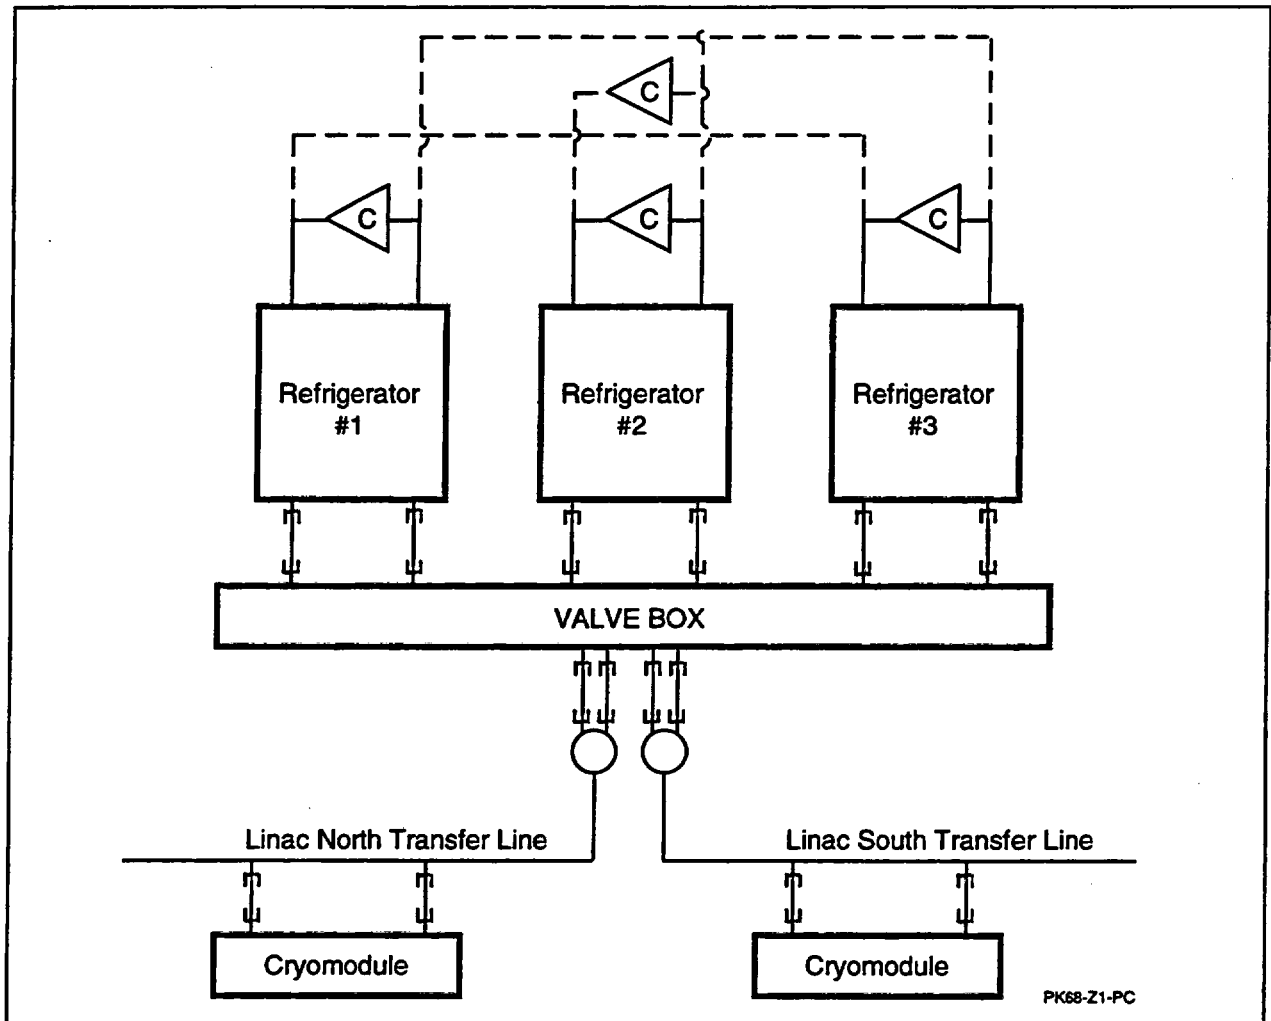 C
C
C
C
Refrigerator
#1
Refrigerator
#2
Refrigerator
#3
VALVE BOX
Linac North Transfer Line
Linac South Transfer Line
Cryomodule
Cryomodule
PK68-Z1-PC